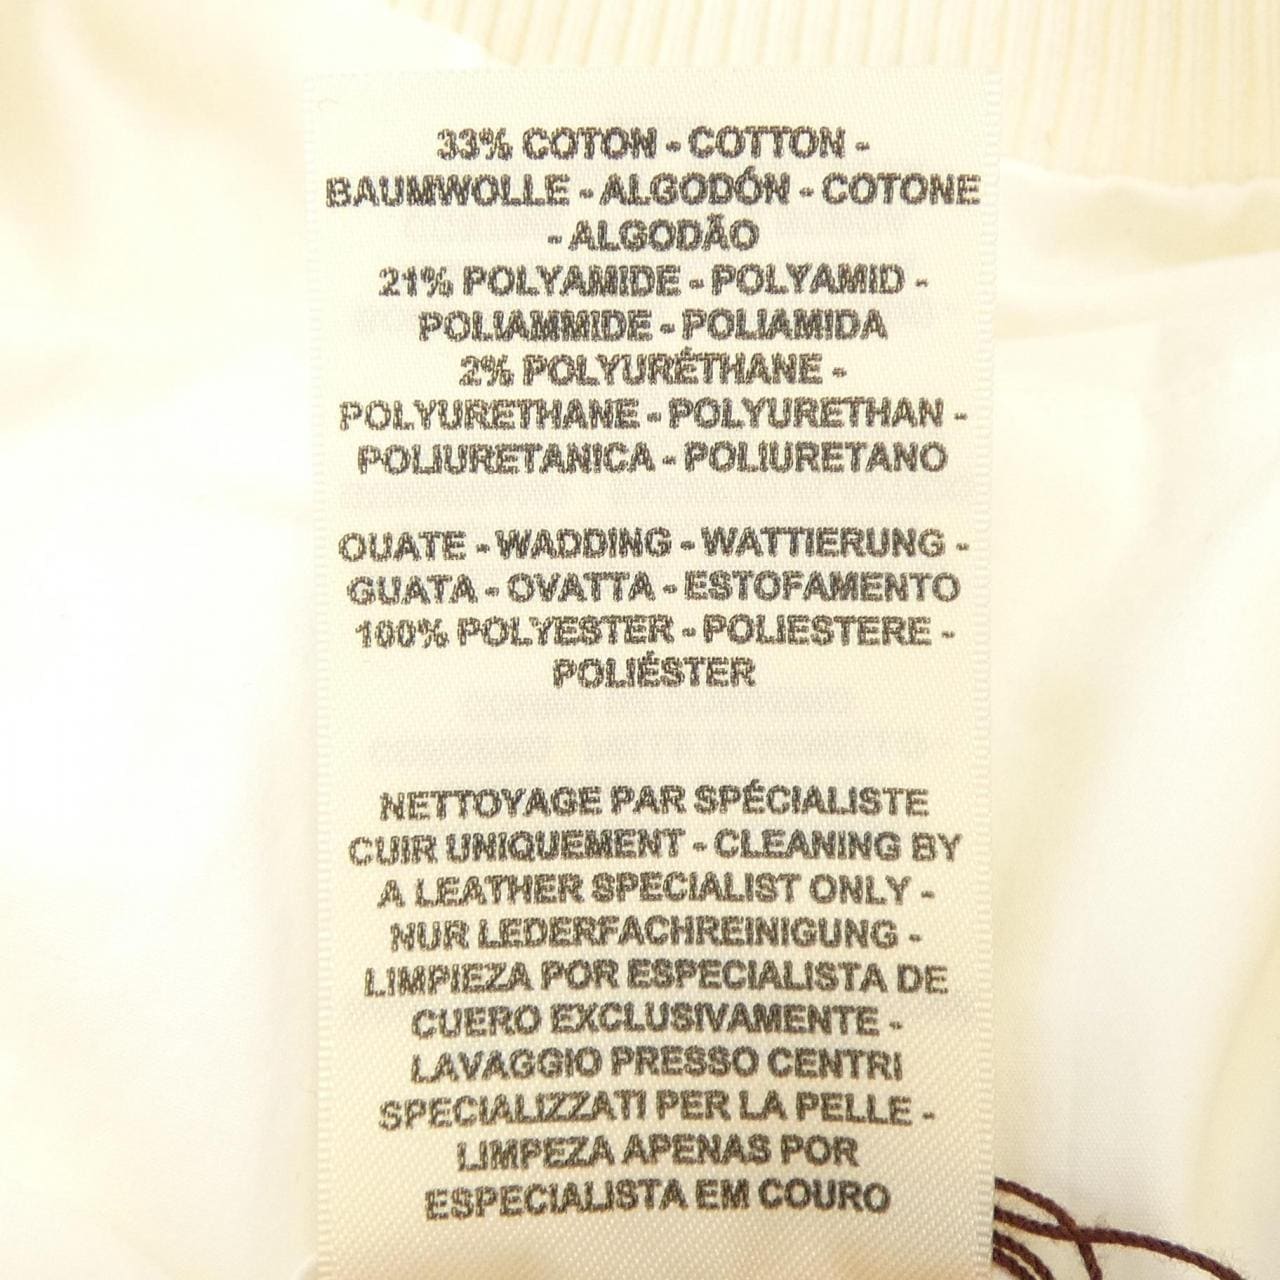 33% COTON - COTTON -
BAUMWOLLE - ALGODÓN - COTONE
- ALGODÃO
21% POLYAMIDE - POLYAMID -
POLIAMMIDE - POLIAMIDA
2% POLYURÉTHANE -
POLYURETHANE - POLYURETHAN -
POLIURETANICA - POLIURETANO
OUATE - WADDING - WATTIERUNG -
GUATA - OVATTA - ESTOFAMENTO
100% POLYESTER - POLIESTERE -
POLIÉSTER
NETTOYAGE PAR SPÉCIALISTE
CUIR UNIQUEMENT - CLEANING BY
A LEATHER SPECIALIST ONLY -
NUR LEDERFACHREINIGUNG -
LIMPIEZA POR ESPECIALISTA DE
CUERO EXCLUSIVAMENTE -
LAVAGGIO PRESSO CENTRI
SPECIALIZZATI PER LA PELLE -
LIMPEZA APENAS POR
ESPECIALISTA EM COURO